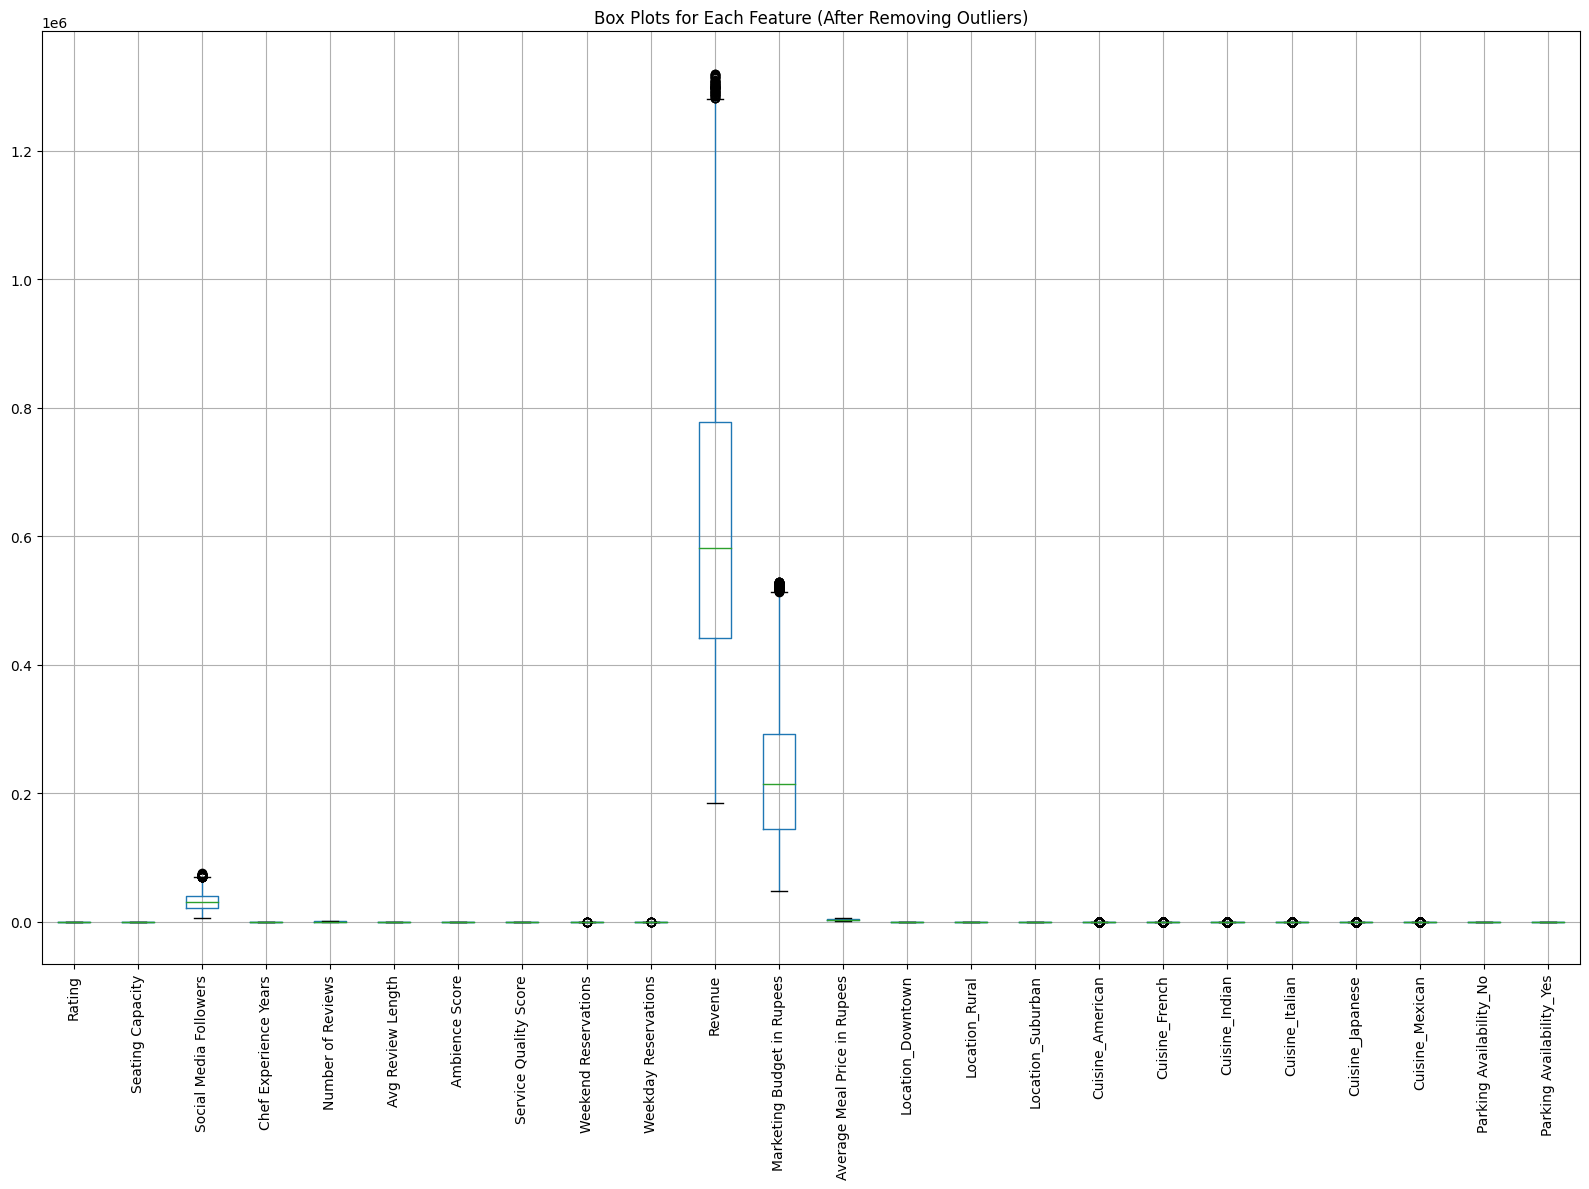 Box Plots for Each Feature (After Removing Outliers)
1e6
1.2
1.0
0.8
0.6
0.4
0.2
0.0
Rating
Seating Capacity
Social Media Followers
Chef Experience Years
Number of Reviews
Avg Review Length
Ambience Score
Service Quality Score
Weekend Reservations
Weekday Reservations
Revenue
Marketing Budget in Rupees
Average Meal Price in Rupees
Location_Downtown
Location_Rural
Location_Suburban
Cuisine_American
Cuisine_French
Cuisine_Indian
Cuisine_Italian
Cuisine_Japanese
Cuisine_Mexican
Parking Availability_No
Parking Availability_Yes